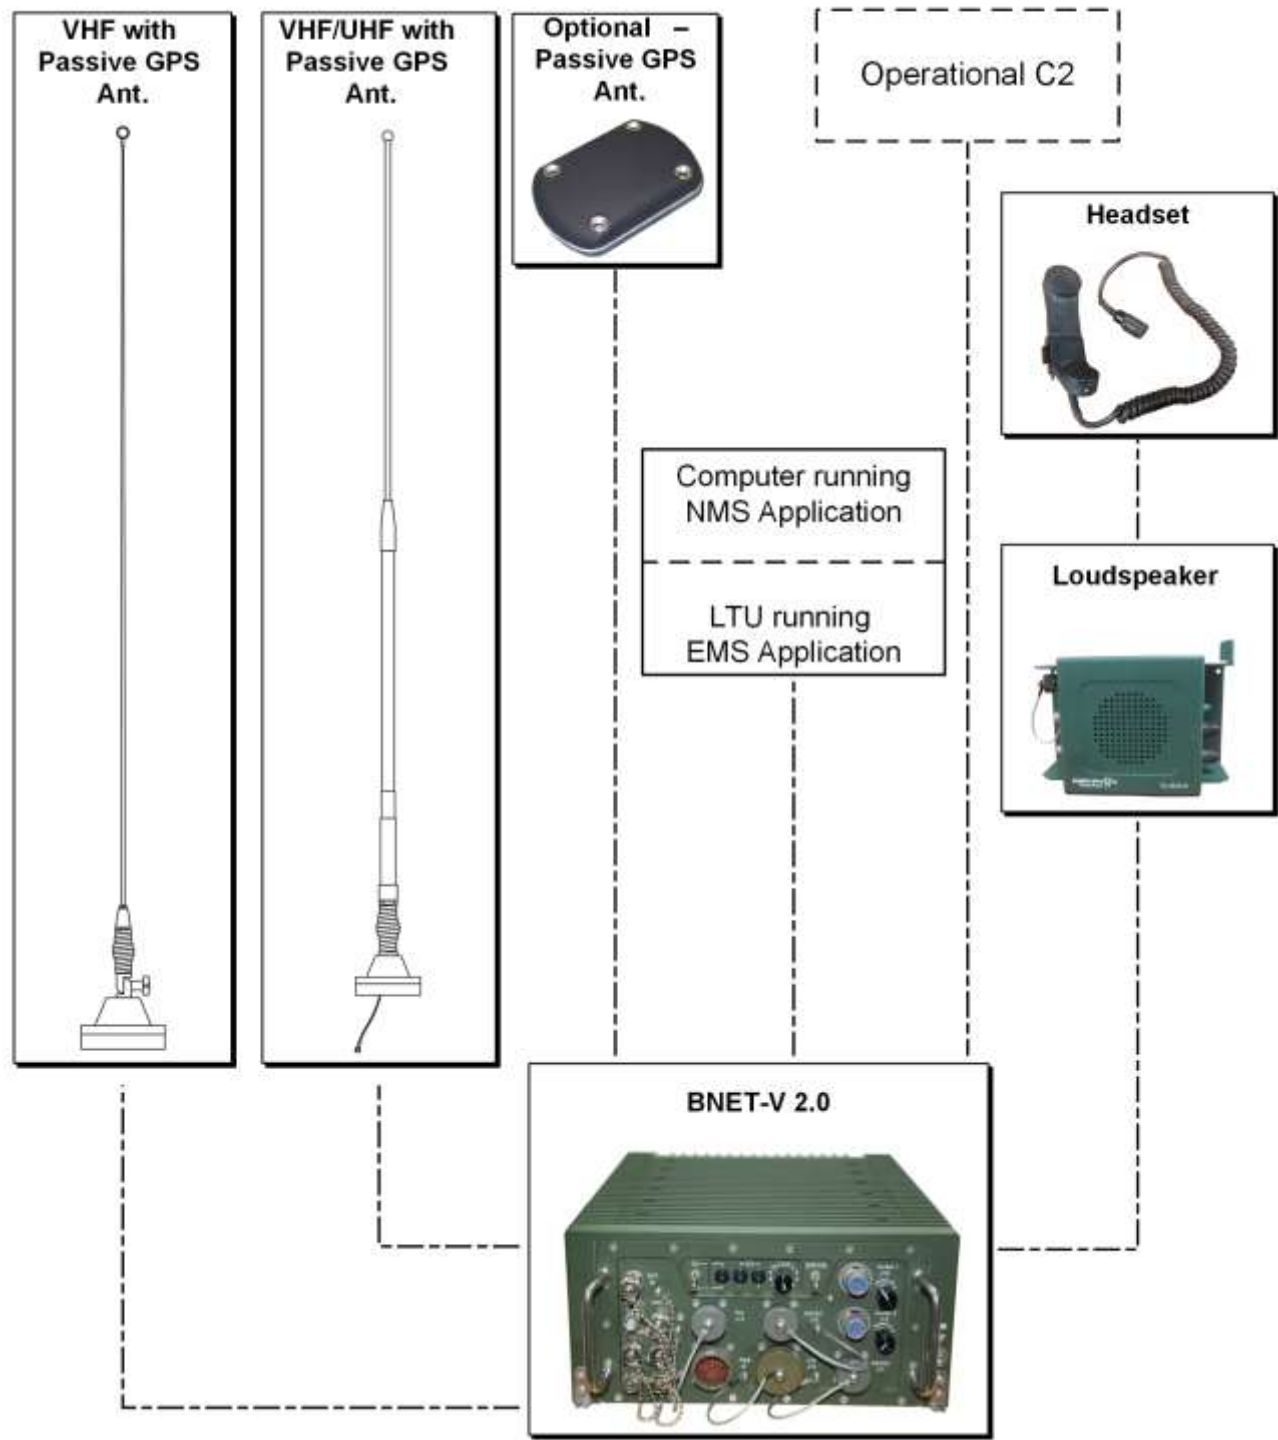 VHF with
Passive GPS
Ant.
VHF/UHF with
Passive GPS
Ant.
Optional –
Passive GPS
Ant.
Operational C2
Headset
Computer running
NMS Application
LTU running
EMS Application
Loudspeaker
BNET-V 2.0